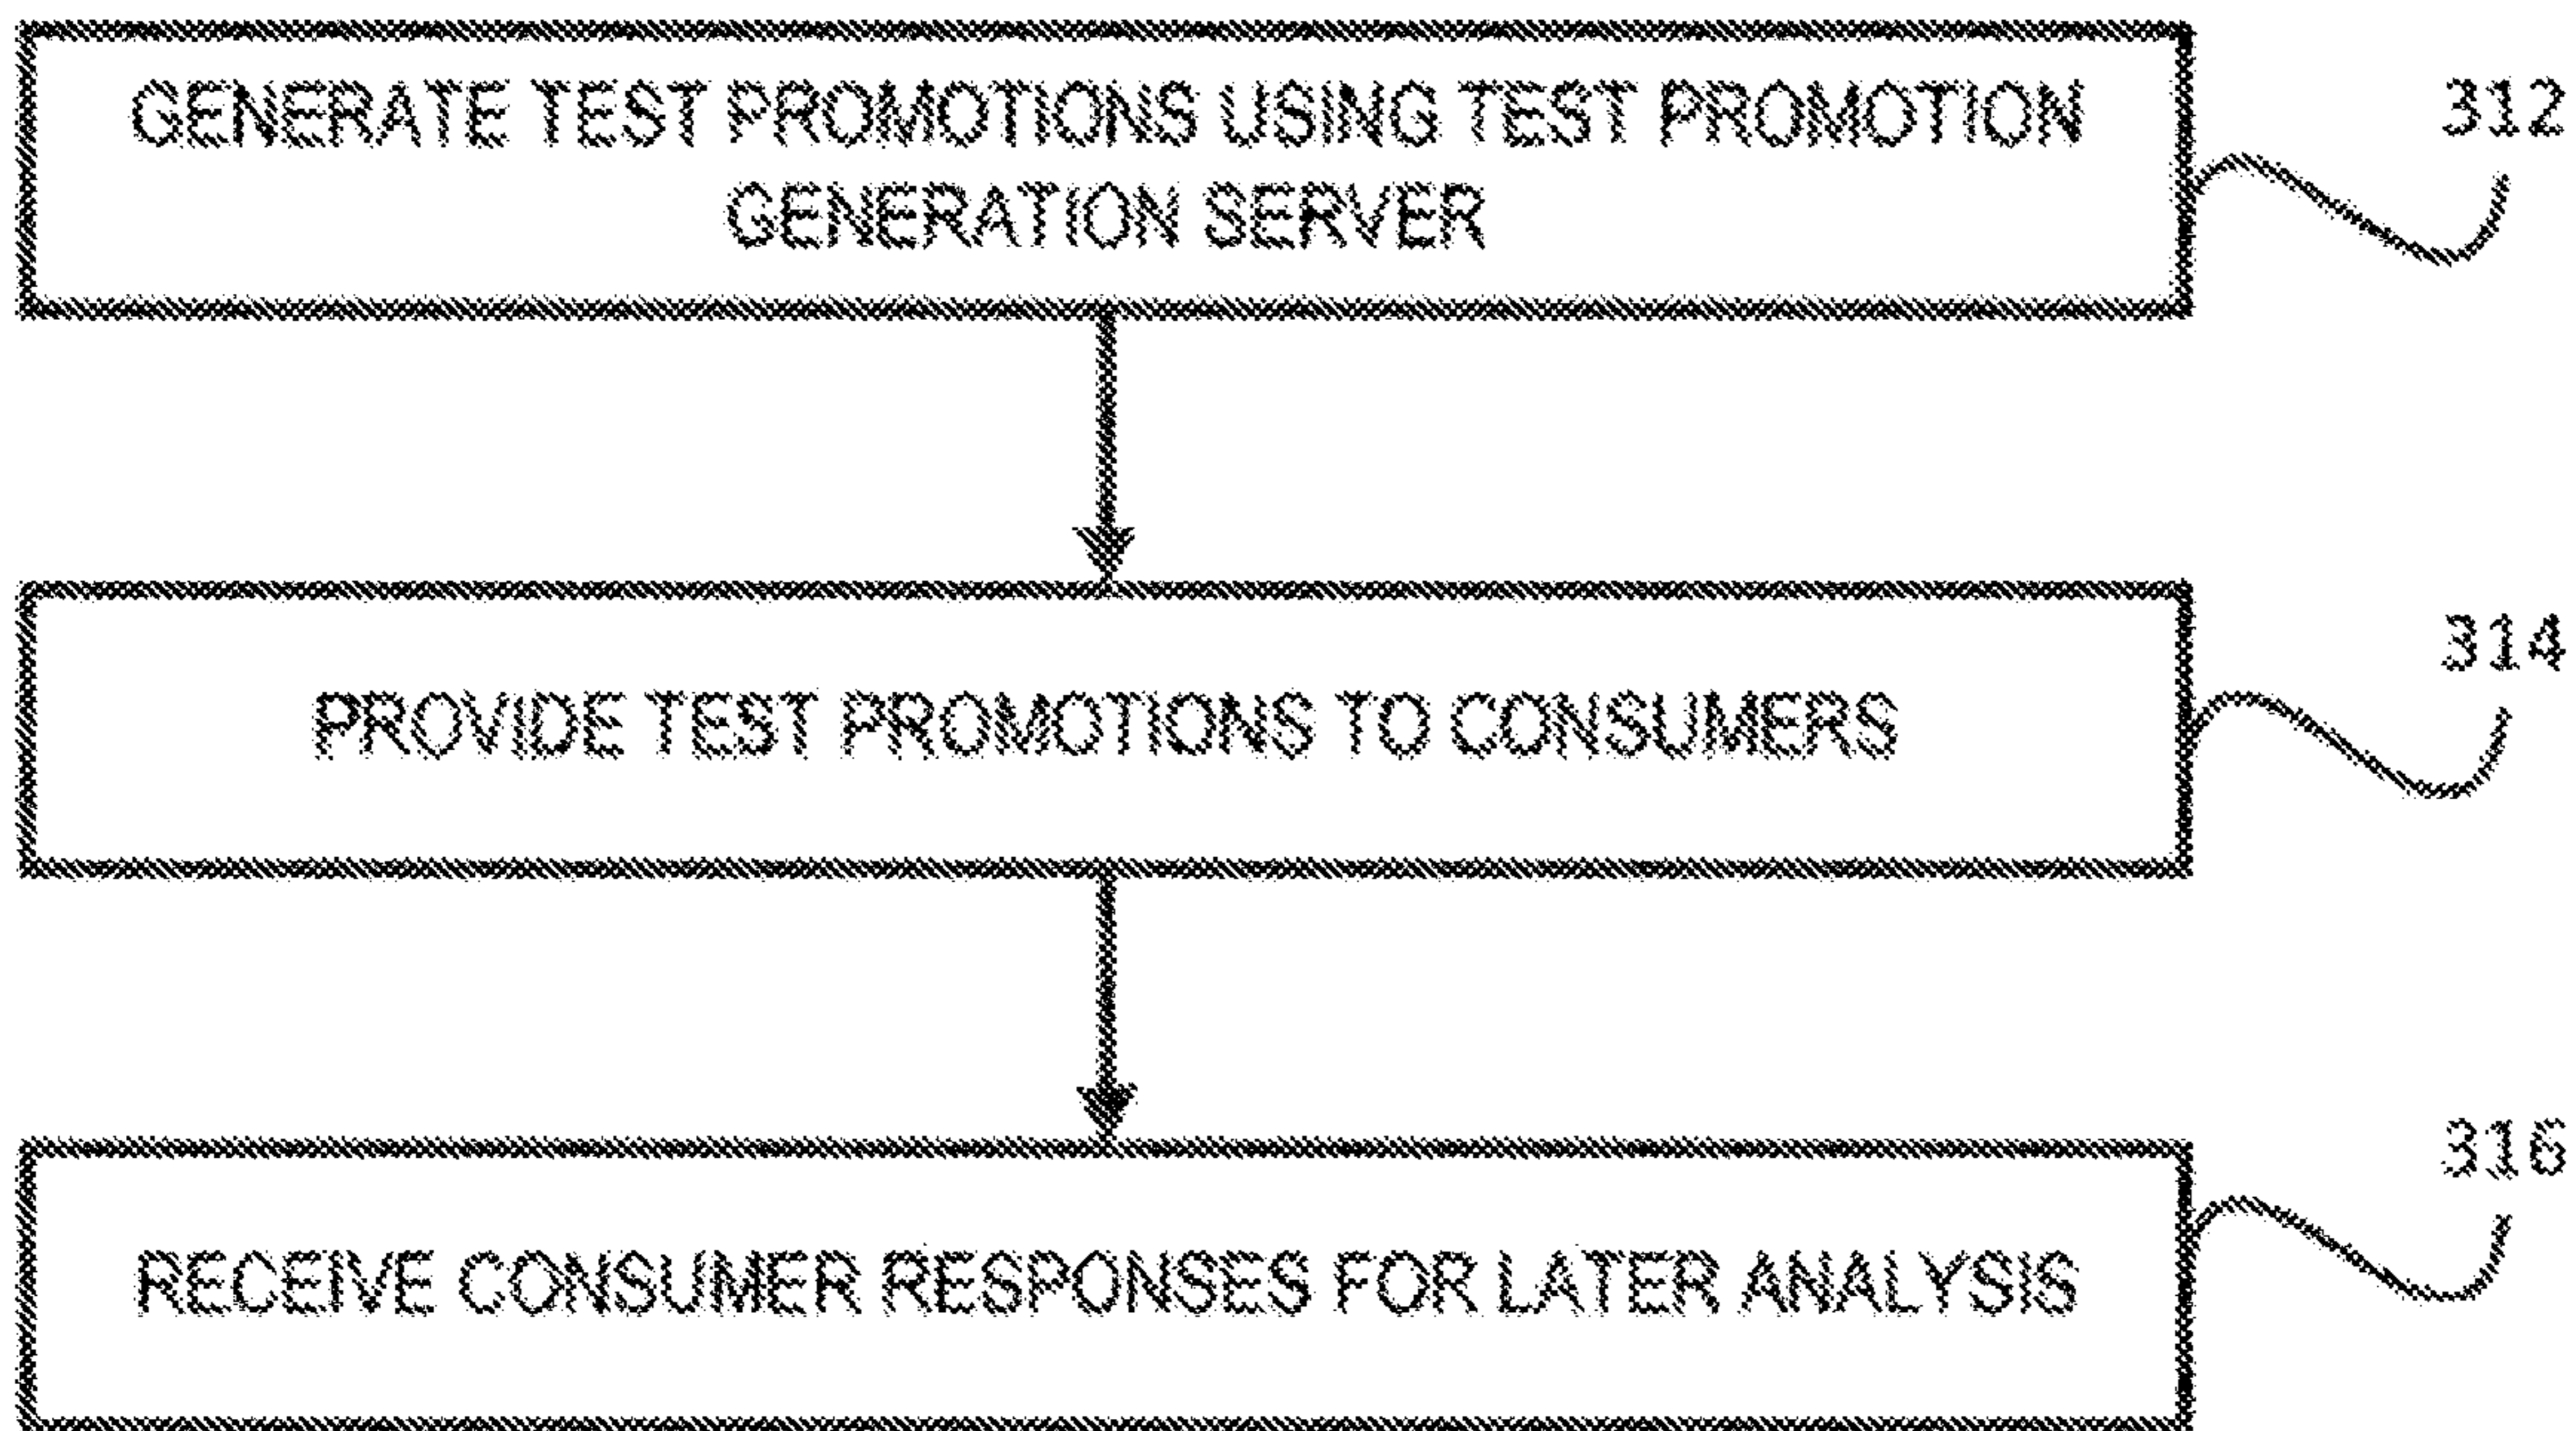 GENERATE TEST PROMOTIONS USING TEST PROMOTION
GENERATION SERVER
312
PROVIDE TEST PROMOTIONS TO CONSUMERS
314
RECEIVE CONSUMER RESPONSES FOR LATER ANALYSIS
316